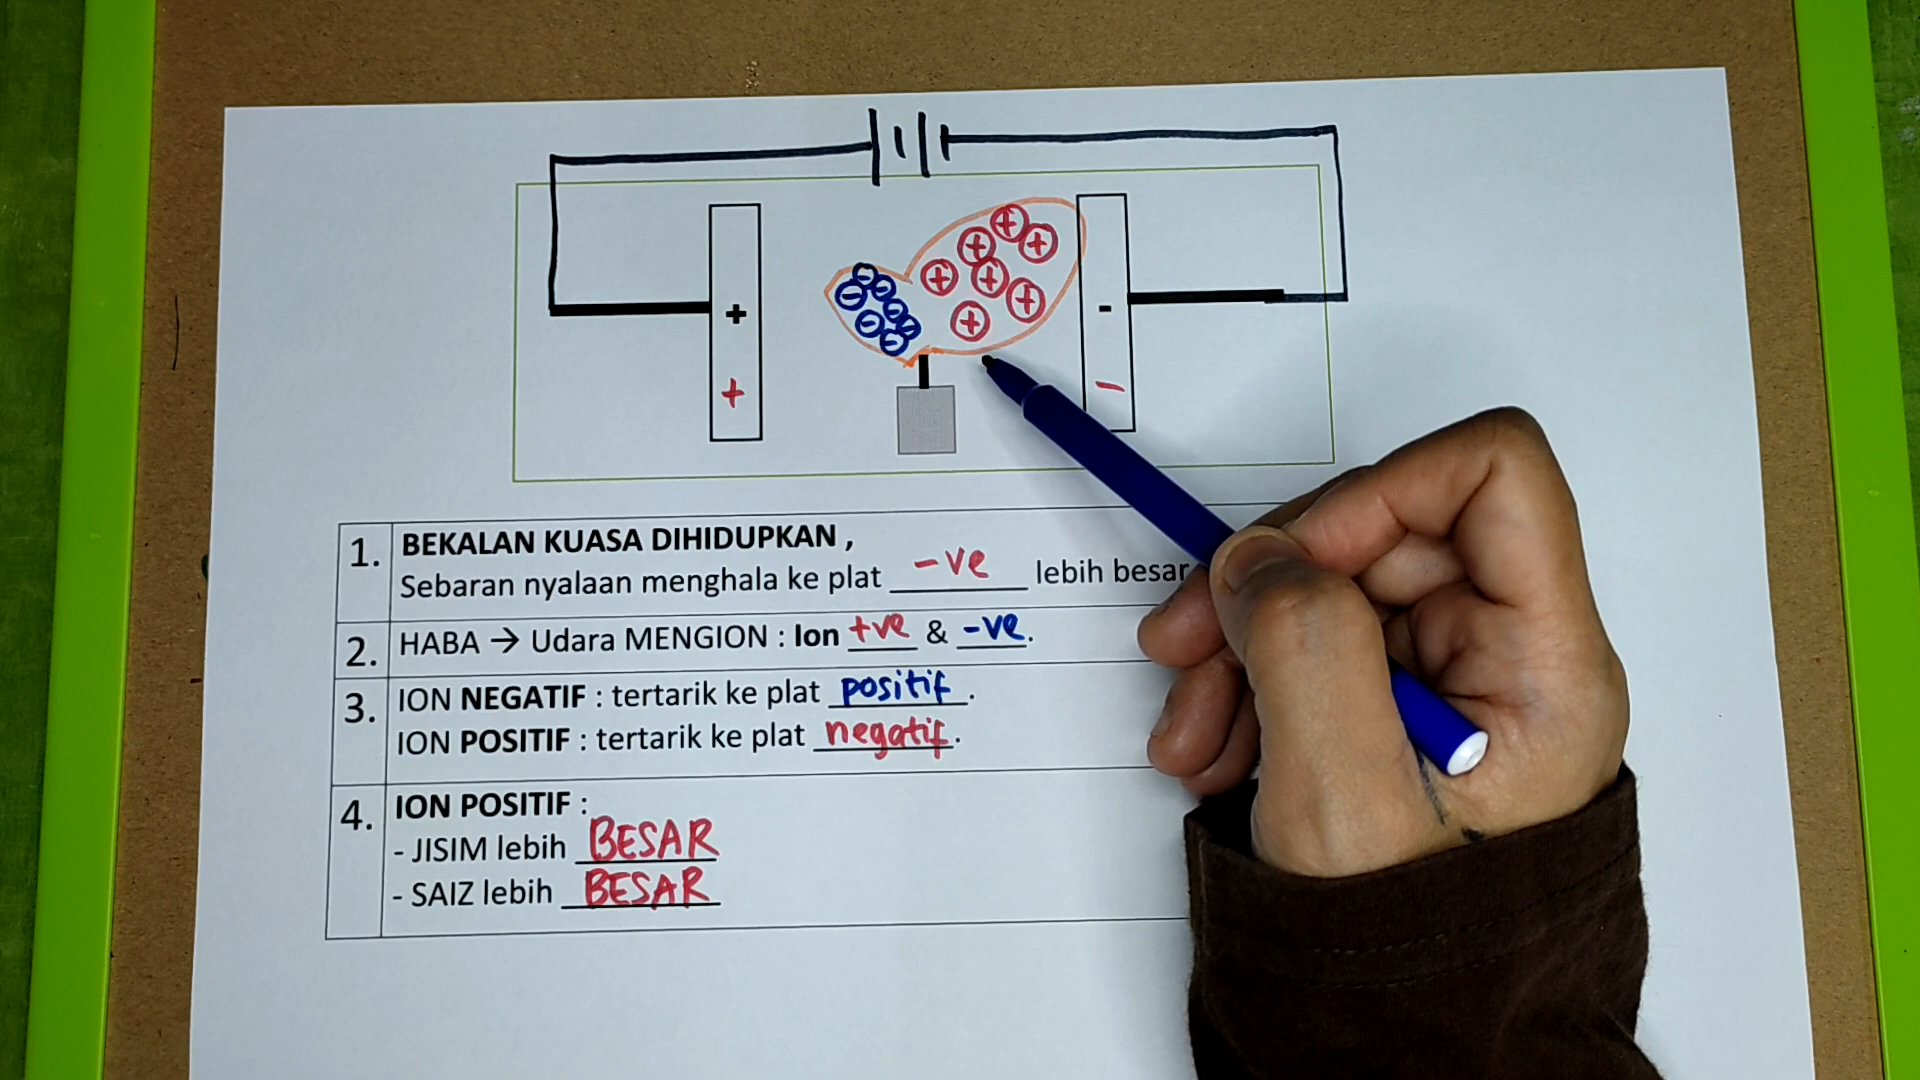 + -
+ -
⊖ ⊖ ⊖ ⊖ ⊖ ⊖ ⊖ ⊕ ⊕ ⊕ ⊕ ⊕ ⊕ ⊕
1. BEKALAN KUASA DIHIDUPKAN ,
Sebaran nyalaan menghala ke plat -ve lebih besar
2. HABA → Udara MENGION : Ion +ve & -ve.
3. ION NEGATIF : tertarik ke plat positif.
ION POSITIF : tertarik ke plat negatif.
4. ION POSITIF :
- JISIM lebih BESAR
- SAIZ lebih BESAR